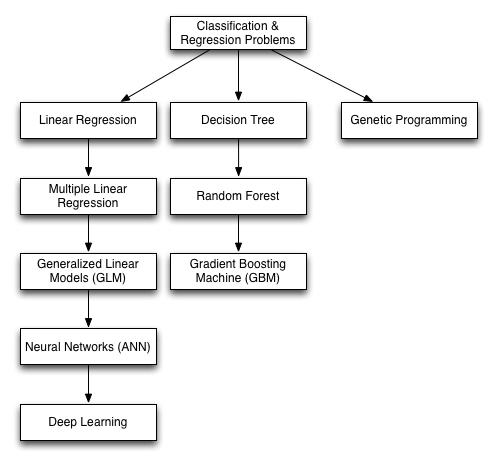 Classification &
Regression Problems
Linear Regression
Decision Tree
Genetic Programming
Multiple Linear
Regression
Random Forest
Generalized Linear
Models (GLM)
Gradient Boosting
Machine (GBM)
Neural Networks (ANN)
Deep Learning